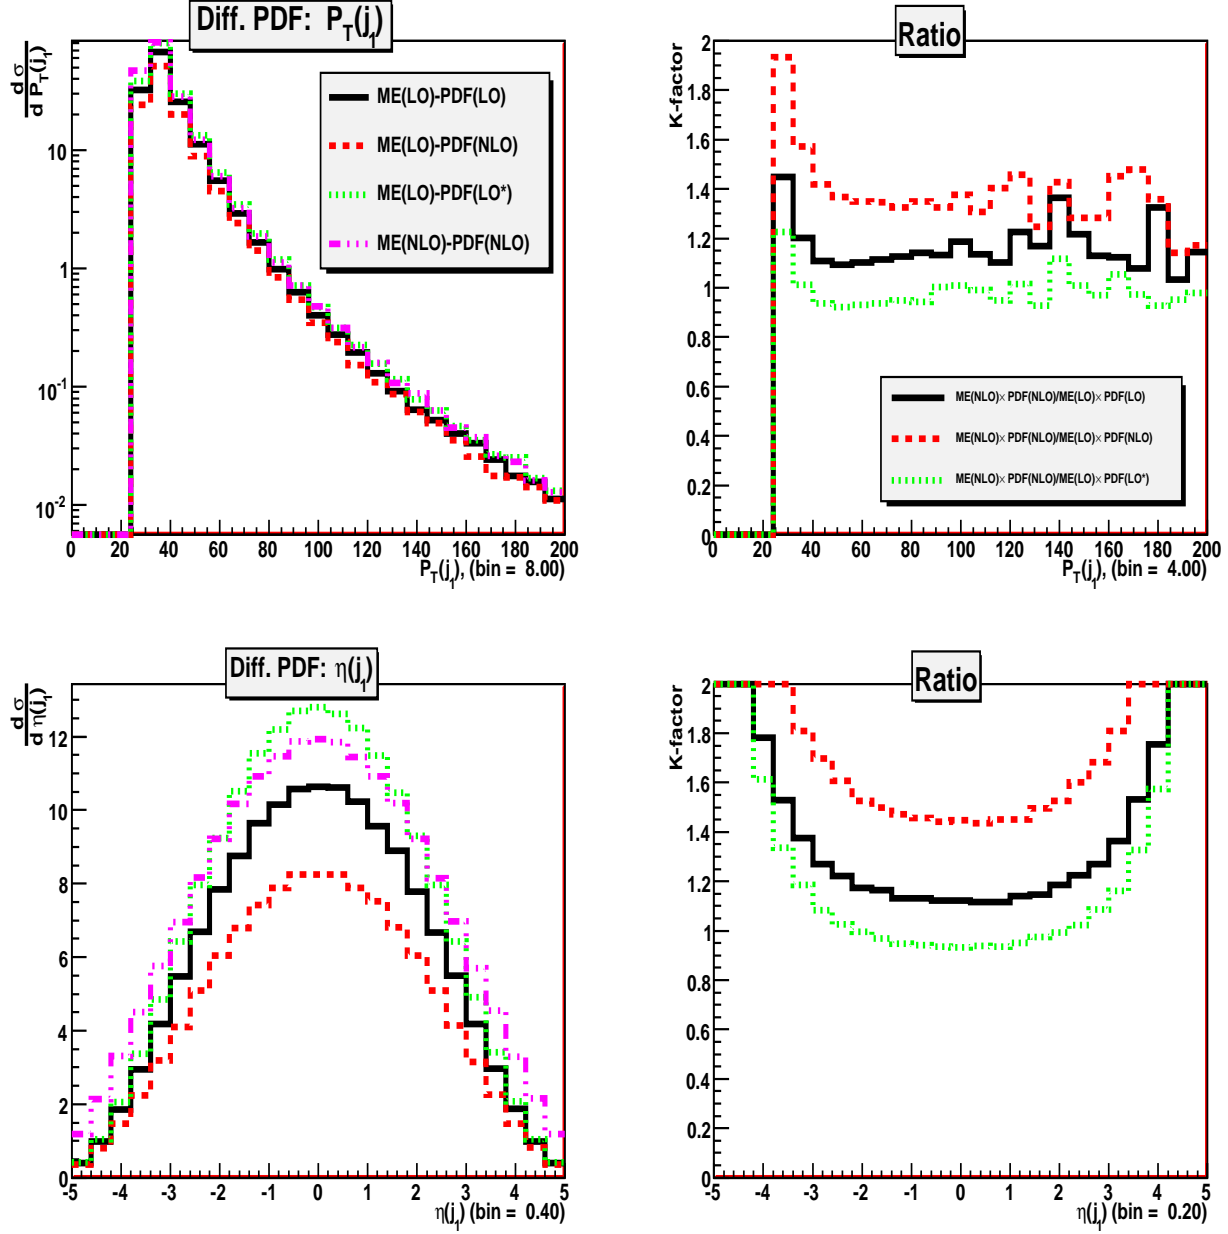 Diff. PDF: P_T(j_1)
d σ
d P_T(j_1)
10
1
10^-1
10^-2
ME(LO)-PDF(LO)
ME(LO)-PDF(NLO)
ME(LO)-PDF(LO*)
ME(NLO)-PDF(NLO)
0 20 40 60 80 100 120 140 160 180 200
P_T(j_1), (bin = 8.00)
Ratio
K-factor
2
1.8
1.6
1.4
1.2
1
0.8
0.6
0.4
0.2
0
ME(NLO)× PDF(NLO)/ME(LO)× PDF(LO)
ME(NLO)× PDF(NLO)/ME(LO)× PDF(NLO)
ME(NLO)× PDF(NLO)/ME(LO)× PDF(LO*)
0 20 40 60 80 100 120 140 160 180 200
P_T(j_1), (bin = 4.00)
Diff. PDF: η(j_1)
d σ
d η(j_1)
12
10
8
6
4
2
0
-5 -4 -3 -2 -1 0 1 2 3 4 5
η(j_1) (bin = 0.40)
Ratio
K-factor
2
1.8
1.6
1.4
1.2
1
0.8
0.6
0.4
0.2
0
-5 -4 -3 -2 -1 0 1 2 3 4 5
η(j_1) (bin = 0.20)